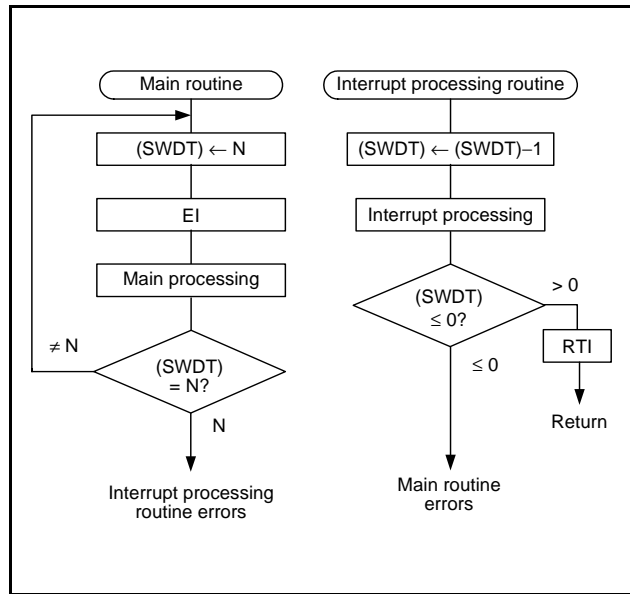 Main routine
(SWDT) ← N
EI
Main processing
≠ N
(SWDT)
= N?
N
Interrupt processing
routine errors
Interrupt processing routine
(SWDT) ← (SWDT)−1
Interrupt processing
> 0
(SWDT)
≤ 0?
RTI
≤ 0
Return
Main routine
errors